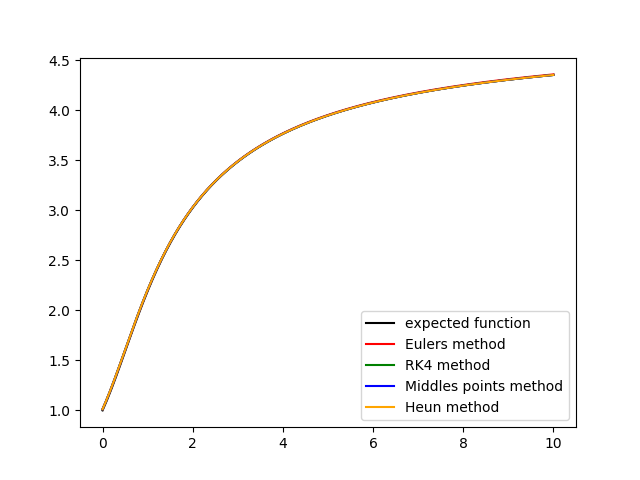 4.5
4.0
3.5
3.0
2.5
2.0
1.5
1.0
expected function
Eulers method
RK4 method
Middles points method
Heun method
0 2 4 6 8 10